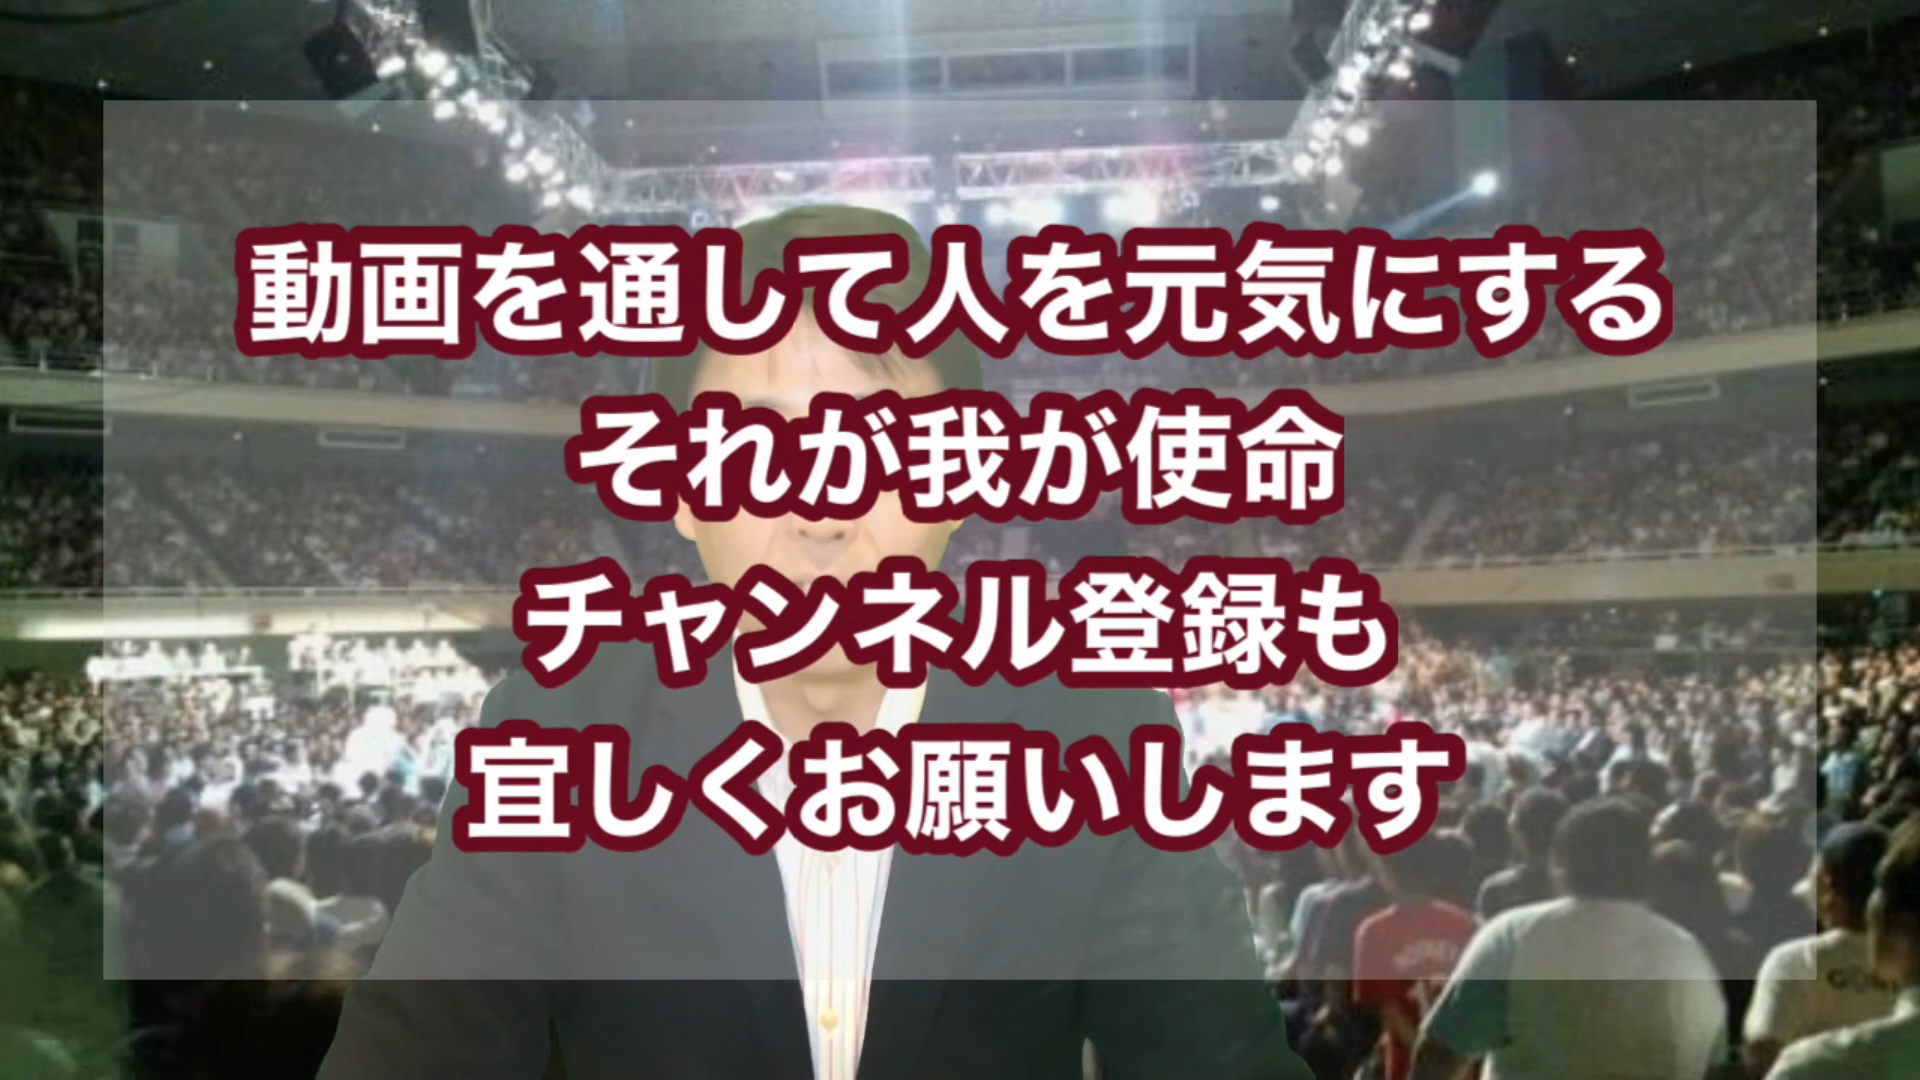 動画を通して人を元気にする
それが我が使命
チャンネル登録も
宜しくお願いします